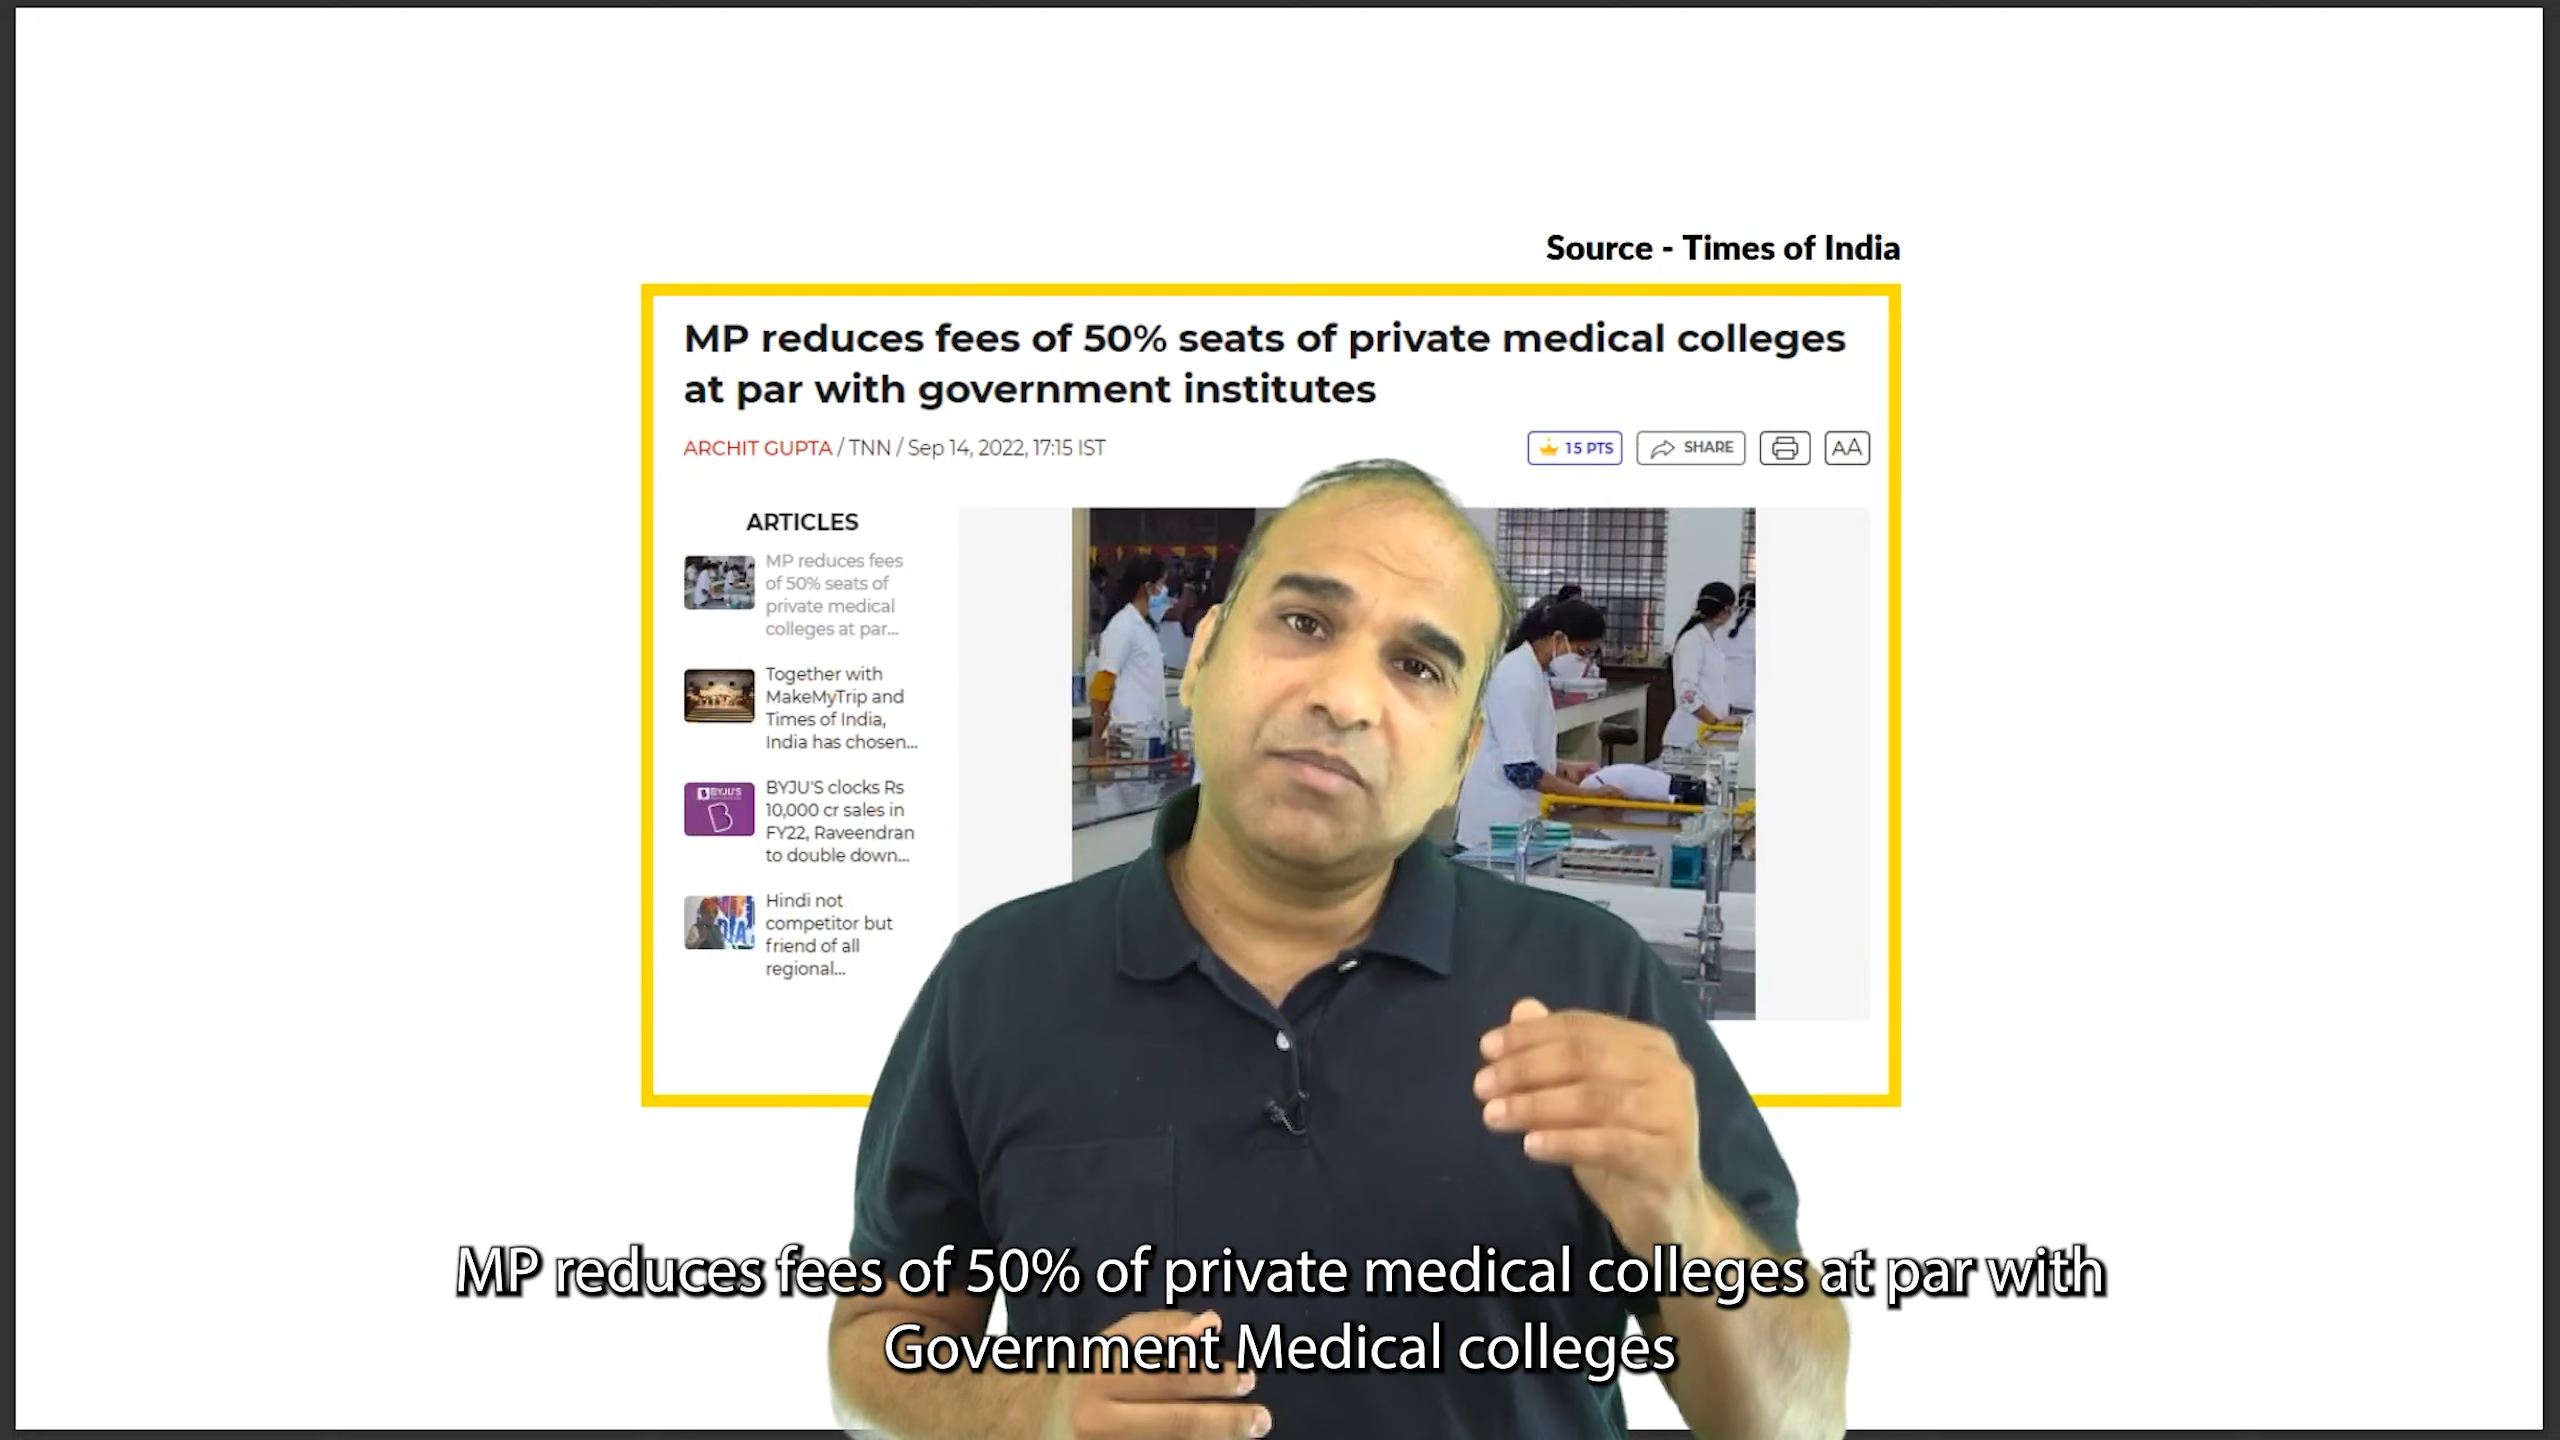 Source - Times of India
MP reduces fees of 50% seats of private medical colleges
at par with government institutes
ARCHIT GUPTA / TNN / Sep 14, 2022, 17:15 IST
15 PTS
SHARE
AA
ARTICLES
MP reduces fees
of 50% seats of
private medical
colleges at par...
Together with
MakeMyTrip and
Times of India,
India has chosen...
BYJU'S
BYJU'S clocks Rs
10,000 cr sales in
FY22, Raveendran
to double down...
Hindi not
competitor but
friend of all
regional...
MP reduces fees of 50% of private medical colleges at par with
Government Medical colleges